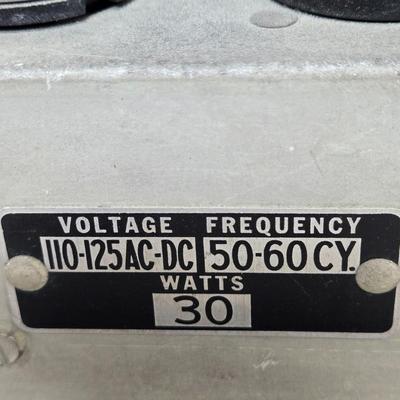 VOLTAGE FREQUENCY
110-125AC-DC 50-60CY.
WATTS
30